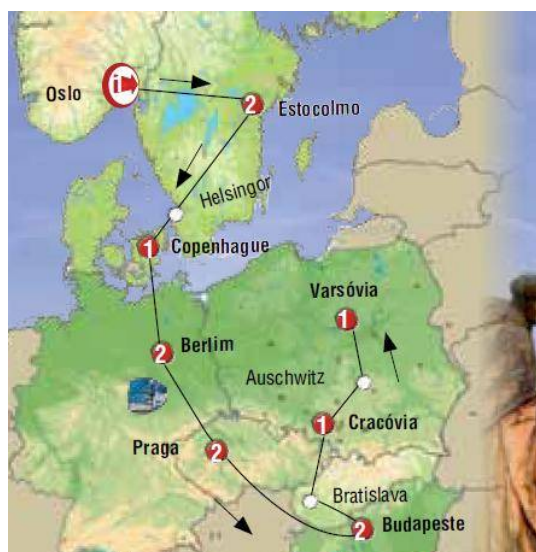 Oslo
i
2
Estocolmo
Helsingor
1
Copenhague
Varsóvia
1
2
Berlim
Auschwitz
1
Cracóvia
Praga
2
Bratislava
2
Budapeste